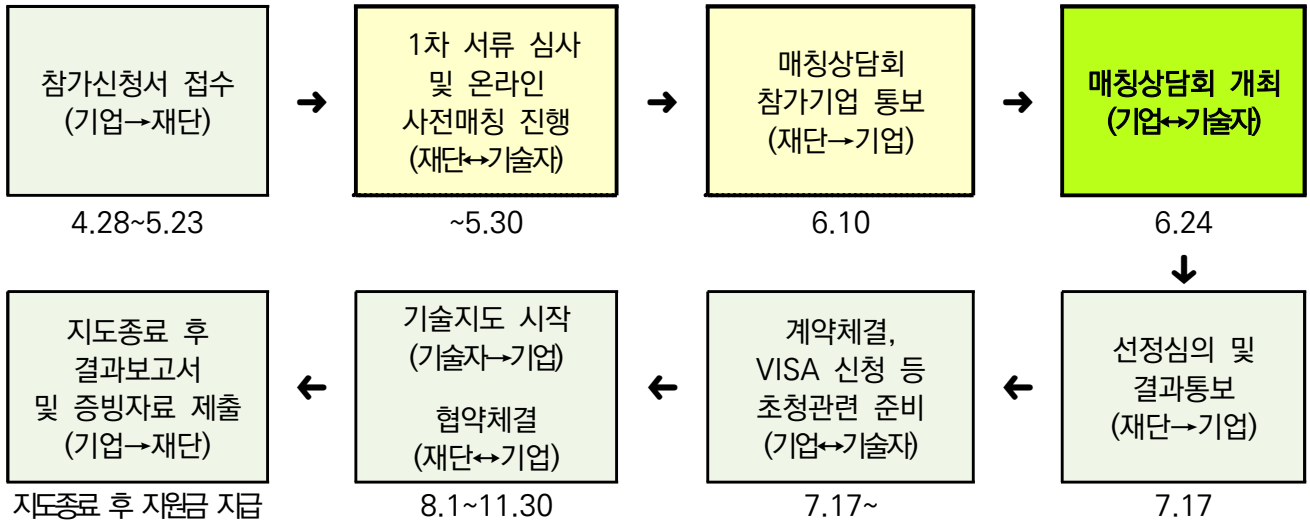 참가신청서 접수
(기업→재단)
4.28~5.23
➜
1차 서류 심사
및 온라인
사전매칭 진행
(재단↔기술자)
~5.30
➜
매칭상담회
참가기업 통보
(재단→기업)
6.10
➜
매칭상담회 개최
(기업↔기술자)
6.24
↓
선정심의 및
결과통보
(재단→기업)
7.17
←
계약체결,
VISA 신청 등
초청관련 준비
(기업↔기술자)
7.17~
←
기술지도 시작
(기술자→기업)
협약체결
(재단↔기업)
8.1~11.30
←
지도종료 후
결과보고서
및 증빙자료 제출
(기업→재단)
지도종료 후 지원금 지급